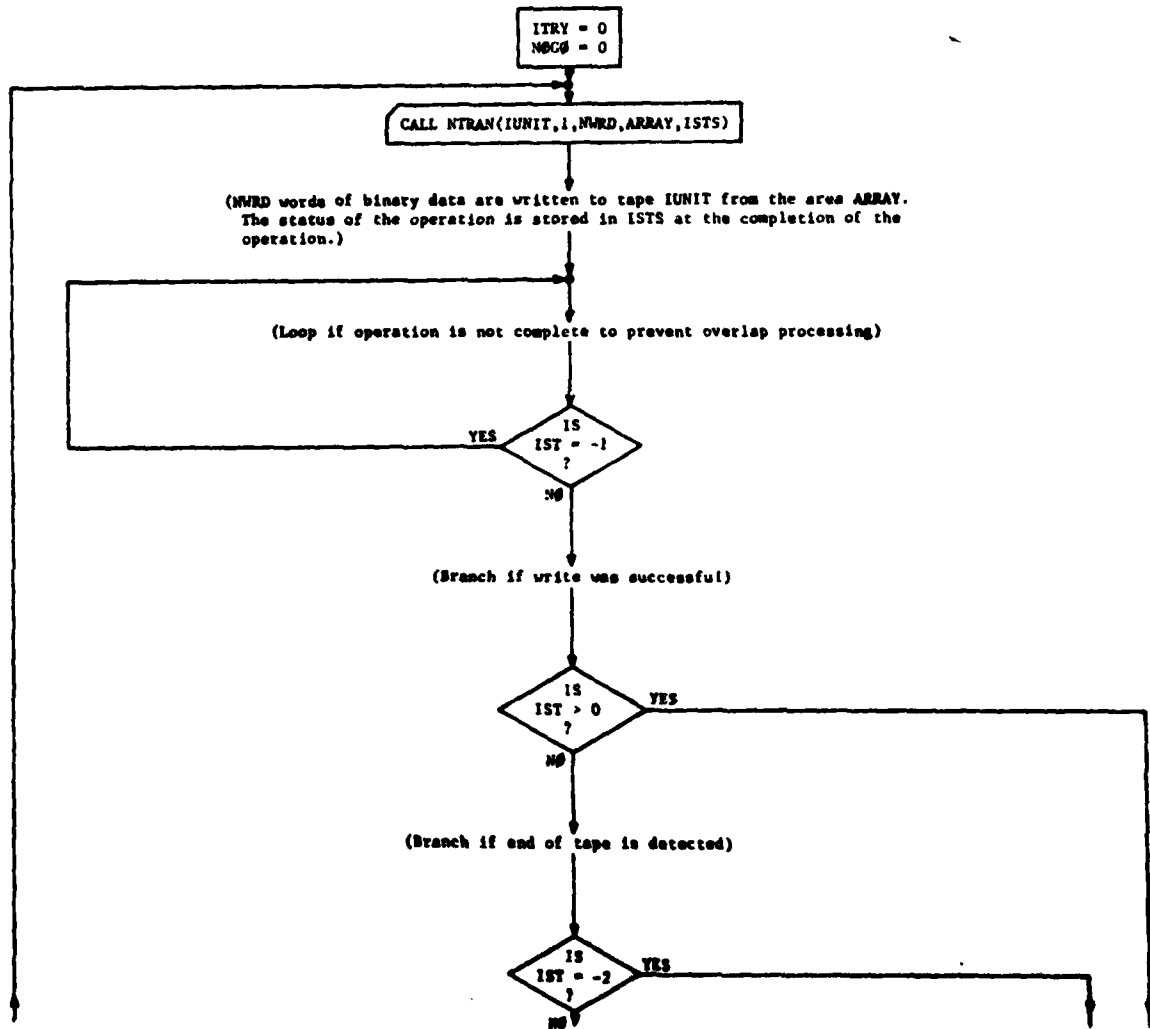 ITRY = 0
NØGØ = 0
CALL NTRAN(IUNIT,1,NWRD,ARRAY,ISTS)
(NWRD words of binary data are written to tape IUNIT from the area ARRAY.
The status of the operation is stored in ISTS at the completion of the
operation.)
(Loop if operation is not complete to prevent overlap processing)
IS
YES IST = -1
?
NØ
(Branch if write was successful)
IS
IST > 0 YES
?
NØ
(Branch if end of tape is detected)
IS
IST = -2 YES
?
NØ